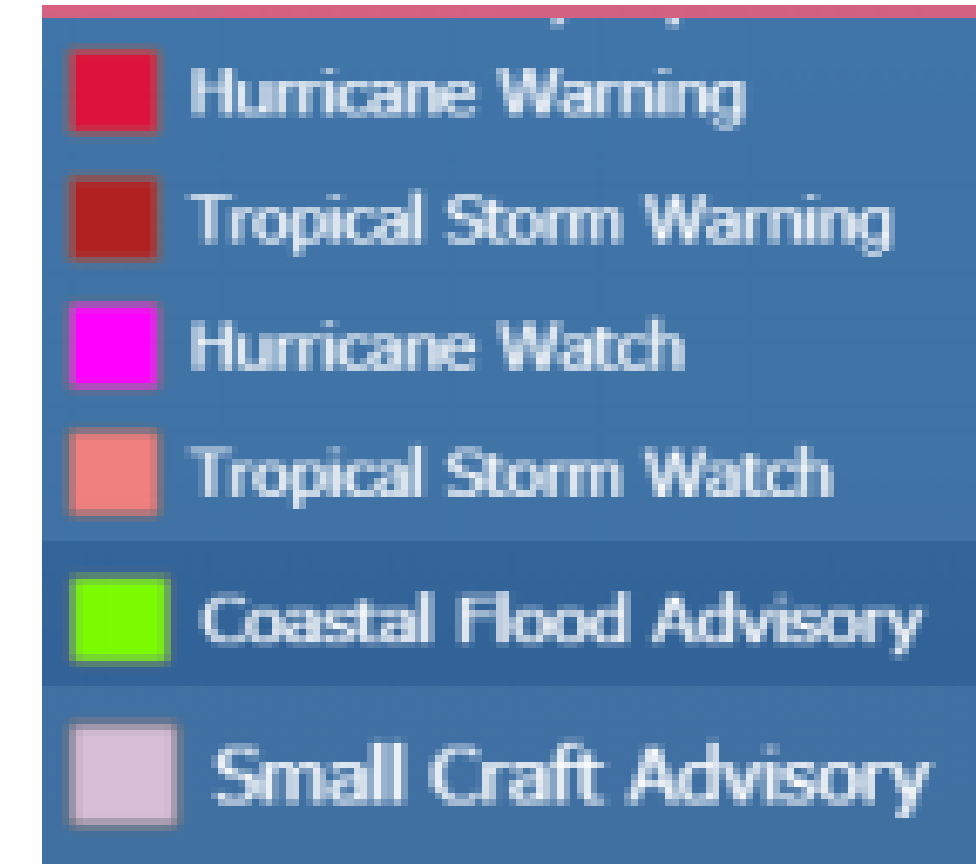 Hurricane Warning
Tropical Storm Warning
Hurricane Watch
Tropical Storm Watch
Coastal Flood Advisory
Small Craft Advisory